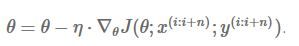 θ = θ − η · ∇_θ J(θ; x^{(i:i+n)}; y^{(i:i+n)}).